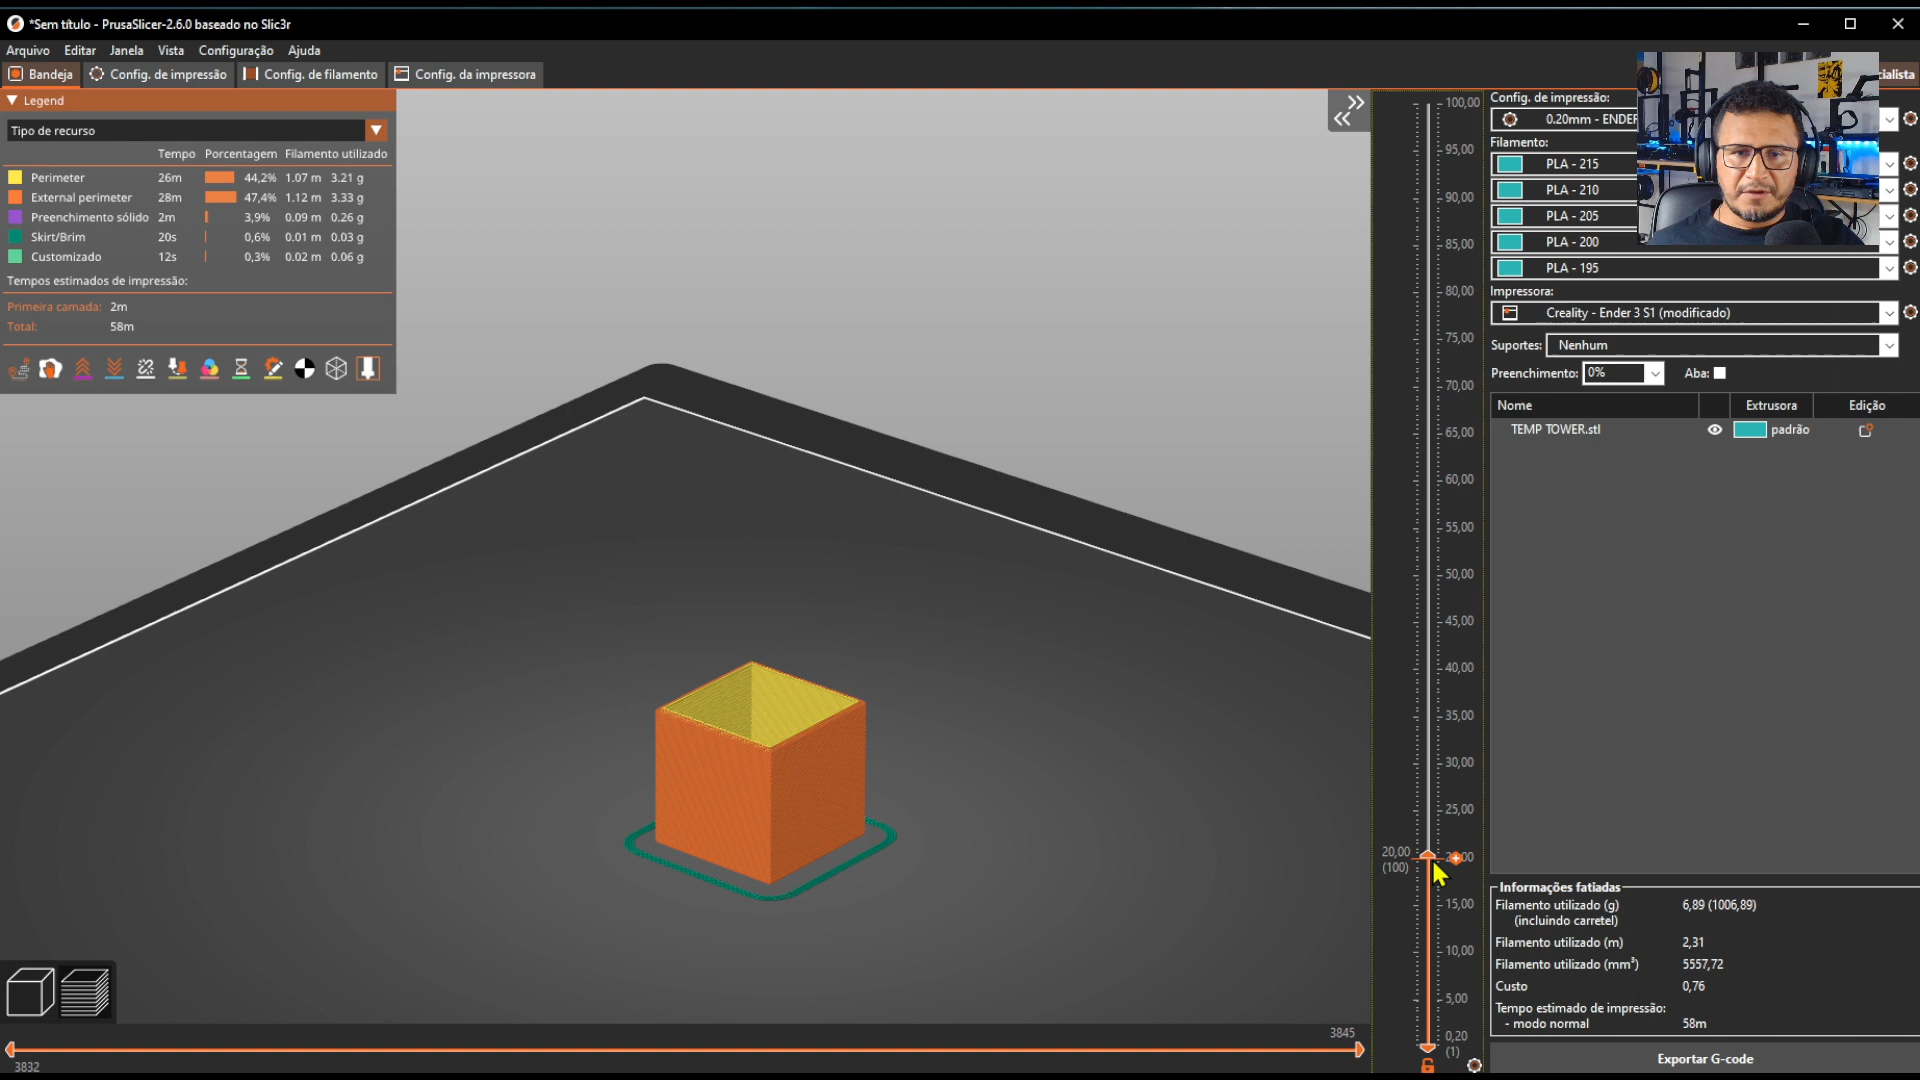 *Sem título - PrusaSlicer-2.6.0 baseado no Slic3r
Arquivo Editar Janela Vista Configuração Ajuda
Bandeja Config. de impressão Config. de filamento Config. da impressora
cialista
Legend
Tipo de recurso
Tempo Porcentagem Filamento utilizado
Perimeter 26m 44,2% 1.07 m 3.21 g
External perimeter 28m 47,4% 1.12 m 3.33 g
Preenchimento sólido 2m 3,9% 0.09 m 0.26 g
Skirt/Brim 20s 0,6% 0.01 m 0.03 g
Customizado 12s 0,3% 0.02 m 0.06 g
Tempos estimados de impressão:
Primeira camada: 2m
Total: 58m
100,00
95,00
90,00
85,00
80,00
75,00
70,00
65,00
60,00
55,00
50,00
45,00
40,00
35,00
30,00
25,00
20,00
(100)
15,00
10,00
5,00
0,20
(1)
3845
3832
Config. de impressão:
0.20mm - ENDER
Filamento:
PLA - 215
PLA - 210
PLA - 205
PLA - 200
PLA - 195
Impressora:
Creality - Ender 3 S1 (modificado)
Suportes: Nenhum
Preenchimento: 0% Aba:
Nome Extrusora Edição
TEMP TOWER.stl padrão
Informações fatiadas
Filamento utilizado (g) 6,89 (1006,89)
(incluindo carretel)
Filamento utilizado (m) 2,31
Filamento utilizado (mm³) 5557,72
Custo 0,76
Tempo estimado de impressão:
- modo normal 58m
Exportar G-code